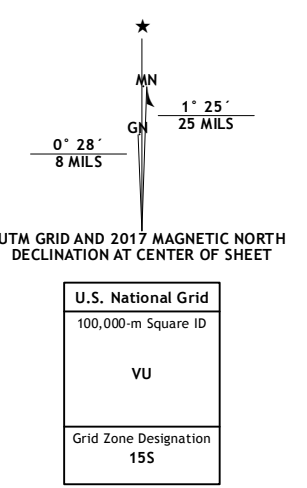 ★
MN
1° 25´
25 MILS
GN
0° 28´
8 MILS
UTM GRID AND 2017 MAGNETIC NORTH
DECLINATION AT CENTER OF SHEET
U.S. National Grid
100,000-m Square ID
VU
Grid Zone Designation
15S